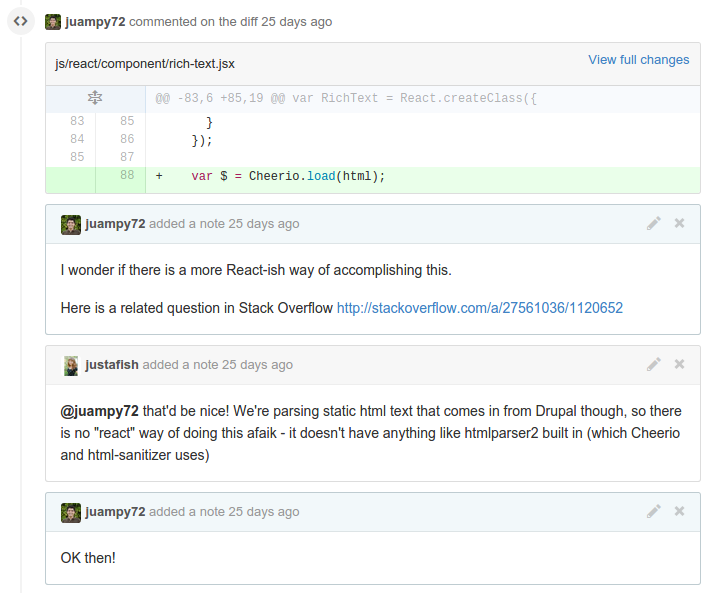 juampy72 commented on the diff 25 days ago
js/react/component/rich-text.jsx View full changes
@@ -83,6 +85,19 @@ var RichText = React.createClass({
83 85 }
84 86 });
85 87
88 + var $ = Cheerio.load(html);
juampy72 added a note 25 days ago
I wonder if there is a more React-ish way of accomplishing this.
Here is a related question in Stack Overflow http://stackoverflow.com/a/27561036/1120652
justafish added a note 25 days ago
@juampy72 that'd be nice! We're parsing static html text that comes in from Drupal though, so there
is no "react" way of doing this afaik - it doesn't have anything like htmlparser2 built in (which Cheerio
and html-sanitizer uses)
juampy72 added a note 25 days ago
OK then!